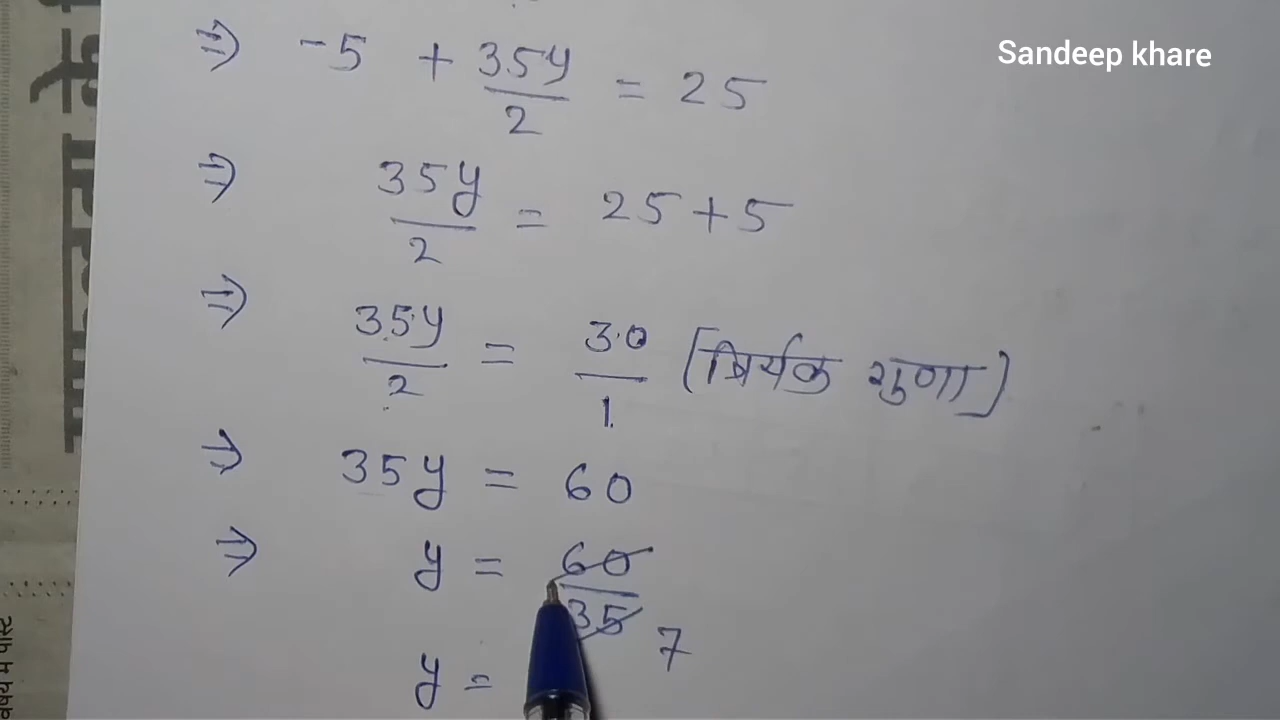 Sandeep khare
⇒ -5 + 35y/2 = 25
⇒ 35y/2 = 25+5
⇒ 35y/2 = 30/1 (त्रिर्यक गुणा)
⇒ 35y = 60
⇒ y = 60/35 7
y =
विषय में पोस्ट